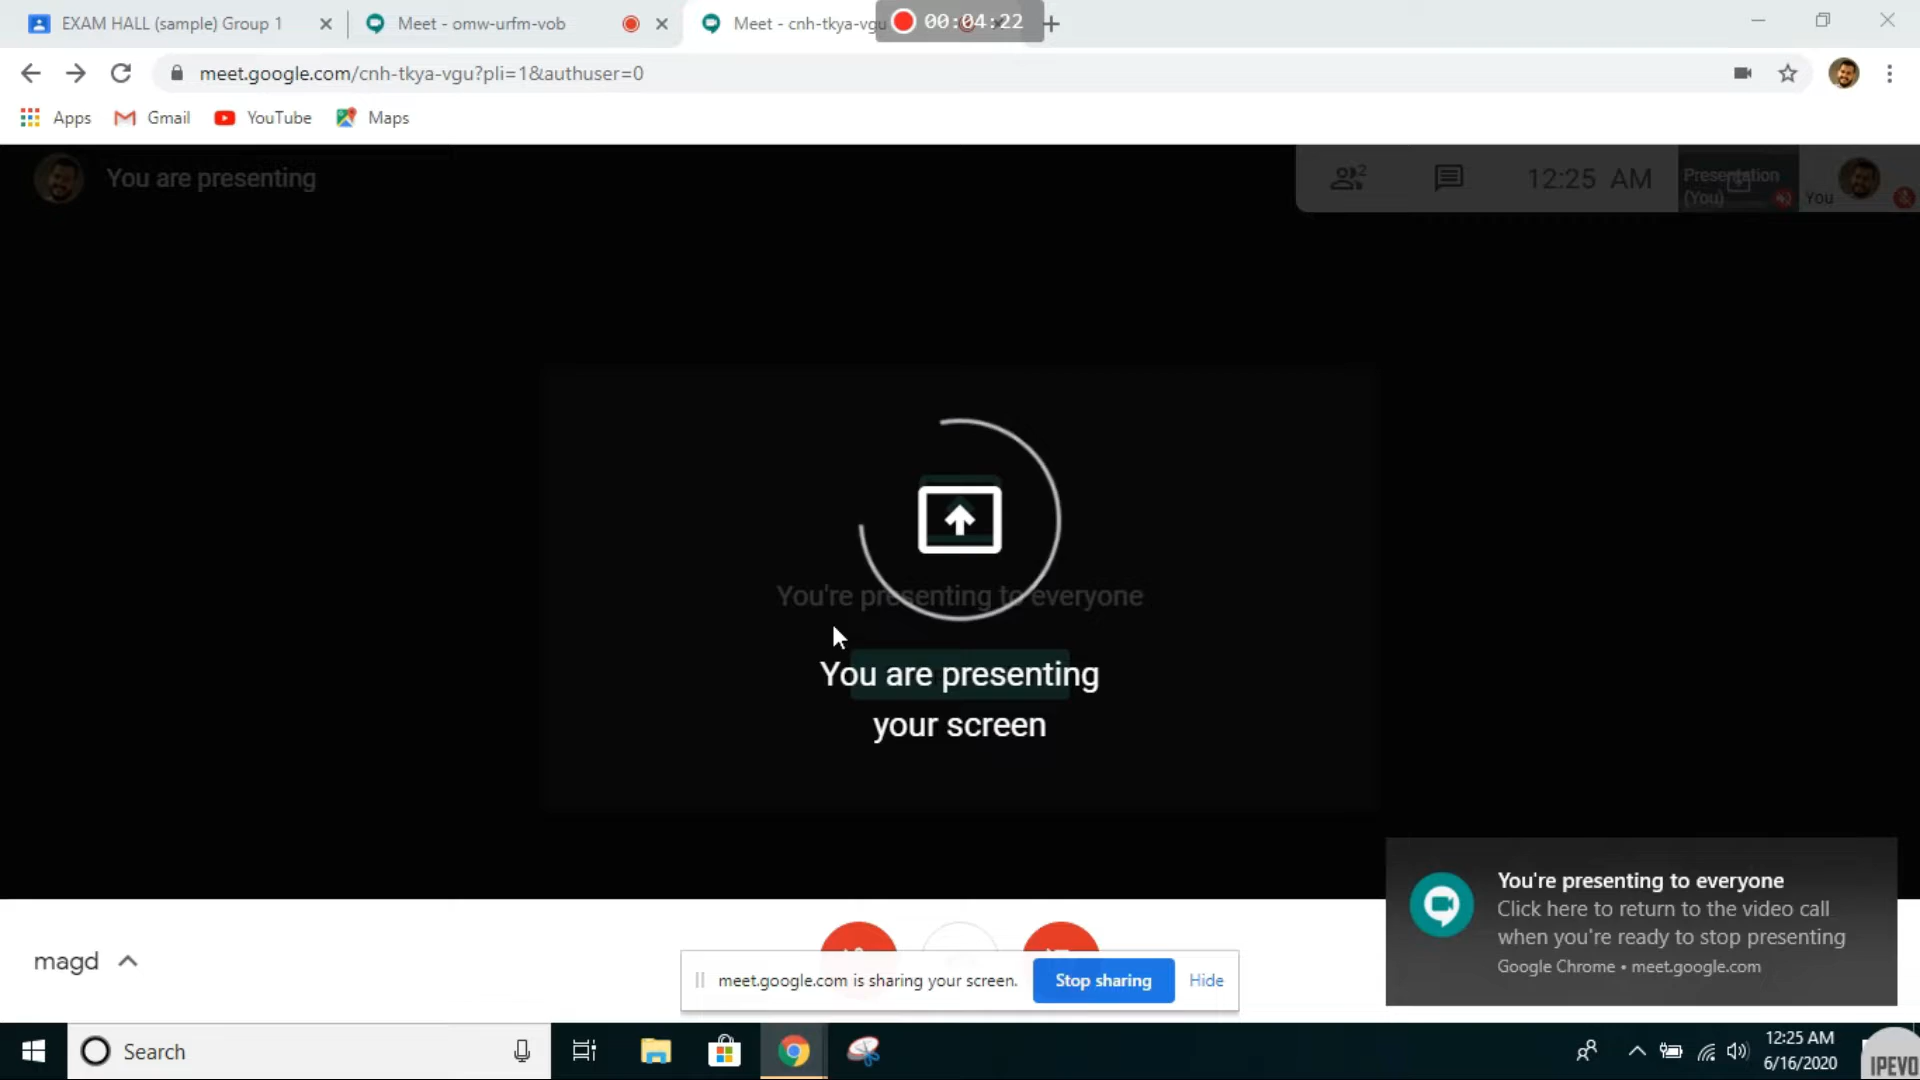 EXAM HALL (sample) Group 1
Meet - omw-urfm-vob
Meet - cnh-tkya-vgu
00:04:22
meet.google.com/cnh-tkya-vgu?pli=1&authuser=0
Apps
Gmail
YouTube
Maps
You are presenting
2
12:25 AM
Presentation
(You)
You
You're presenting to everyone
You are presenting
your screen
You're presenting to everyone
Click here to return to the video call
when you're ready to stop presenting
Google Chrome • meet.google.com
magd
meet.google.com is sharing your screen.
Stop sharing
Hide
Search
12:25 AM
6/16/2020
IPEVO